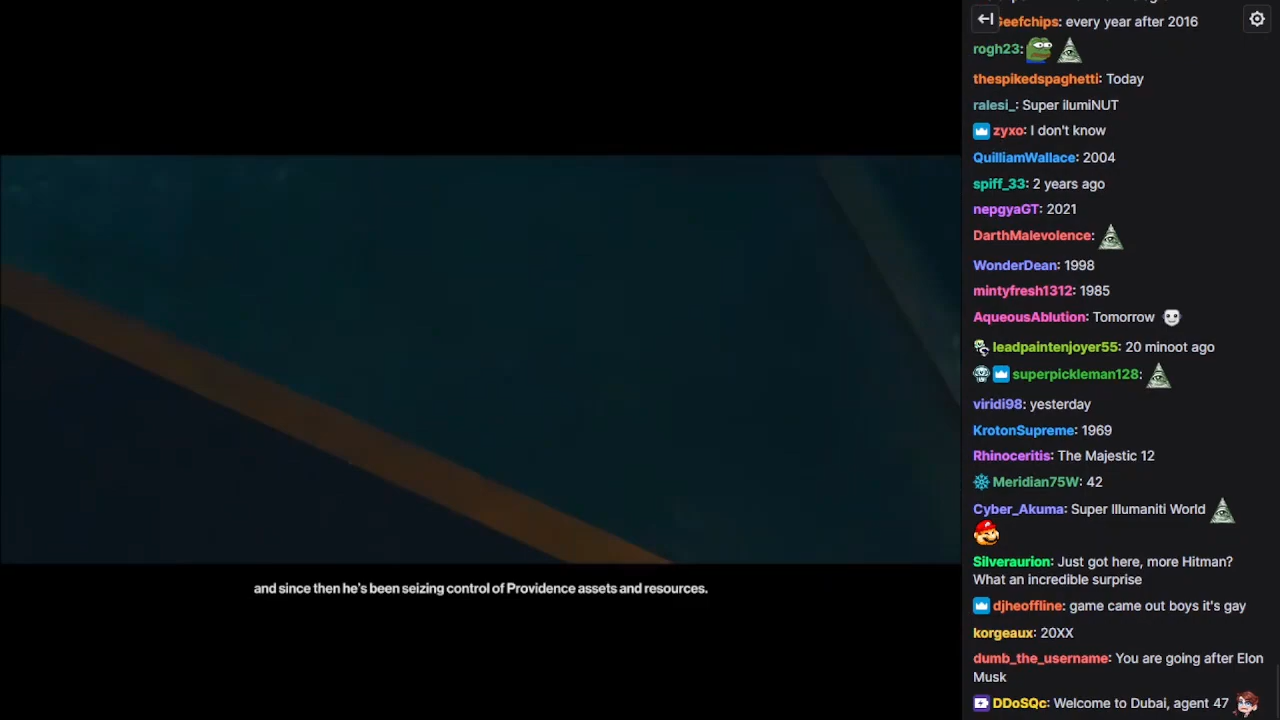 Geefchips: every year after 2016
rogh23:
thespikedspaghetti: Today
ralesi_: Super ilumiNUT
zyxo: I don't know
QuilliamWallace: 2004
spiff_33: 2 years ago
nepgyaGT: 2021
DarthMalevolence:
WonderDean: 1998
mintyfresh1312: 1985
AqueousAblution: Tomorrow
leadpaintenjoyer55: 20 minoot ago
superpickleman128:
viridi98: yesterday
KrotonSupreme: 1969
Rhinoceritis: The Majestic 12
Meridian75W: 42
Cyber_Akuma: Super Illumaniti World
Silveraurion: Just got here, more Hitman?
What an incredible surprise
djheoffline: game came out boys it's gay
korgeaux: 20XX
dumb_the_username: You are going after Elon
Musk
DDoSQc: Welcome to Dubai, agent 47
and since then he's been seizing control of Providence assets and resources.